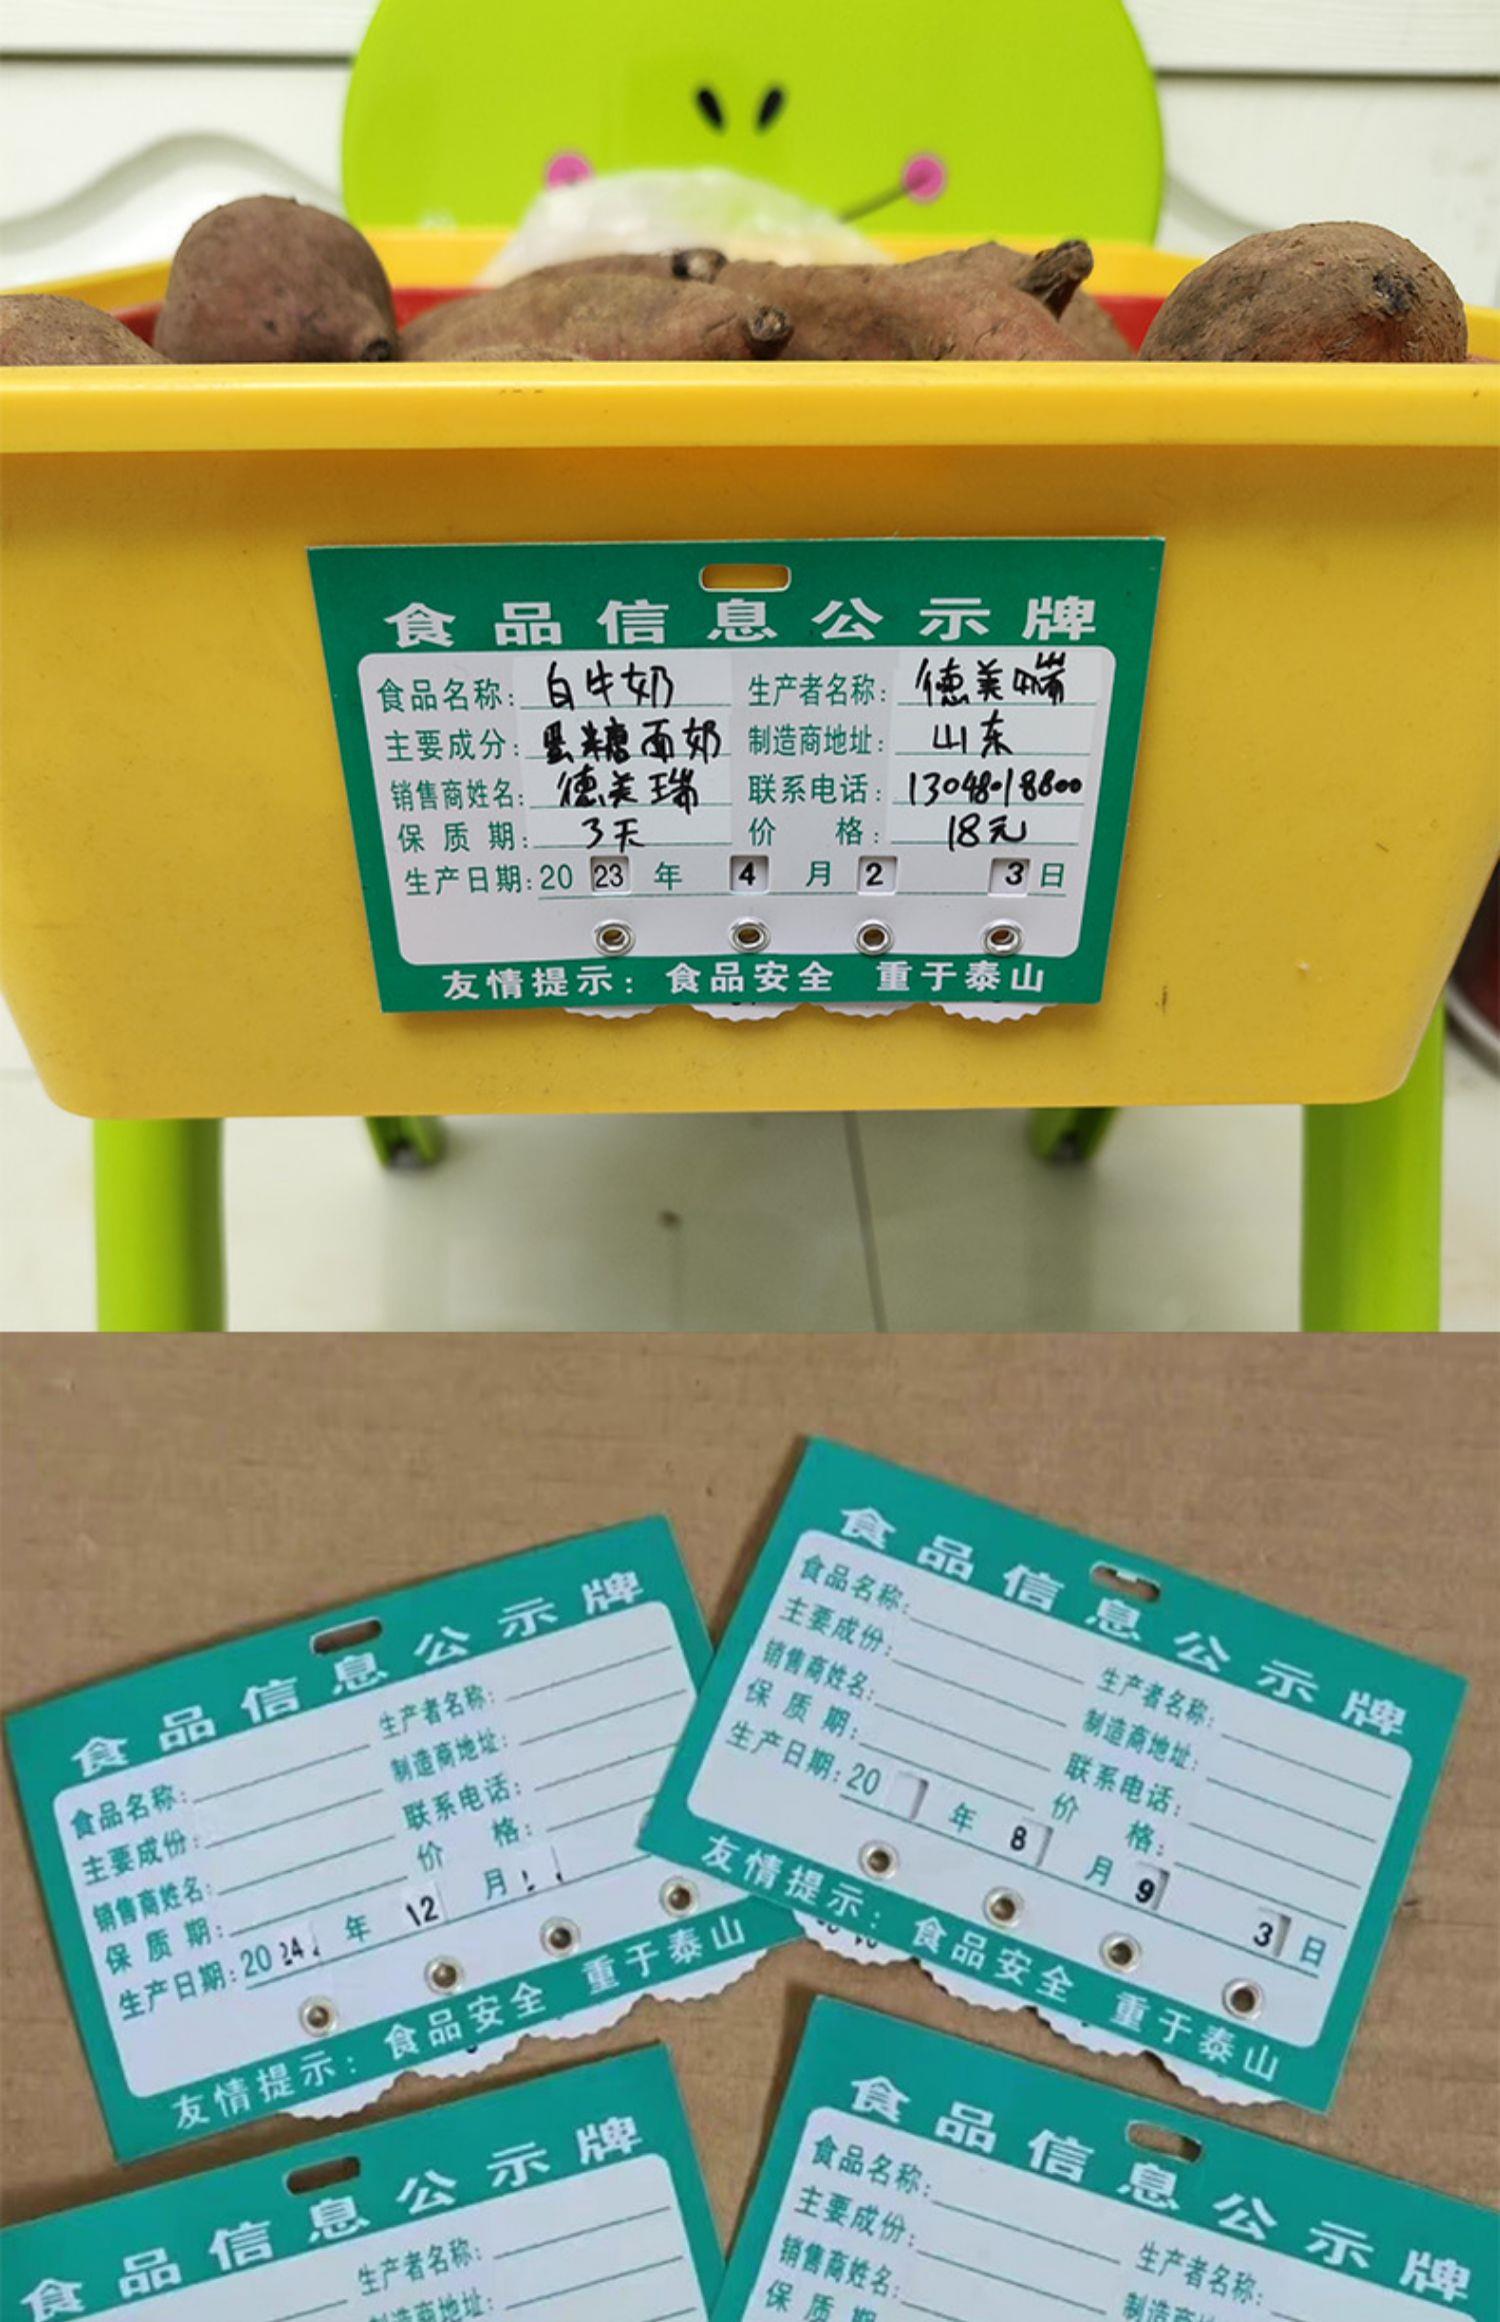 食品信息公示牌
食品名称: 白牛奶 生产者名称: 德美瑞
主要成分: 蛋糖面奶 制造商地址: 山东
销售商姓名: 德美瑞 联系电话:
保质期: 3天 价格: 18元
生产日期: 20 23 年 4 月 2 3 日
友情提示: 食品安全 重于泰山
食品信息公示牌
食品名称: 生产者名称:
主要成份: 制造商地址:
销售商姓名: 联系电话:
保质期: 价格:
生产日期: 20 24 年 12 月
友情提示: 食品安全 重于泰山
食品信息公示牌
食品名称: 生产者名称:
主要成份: 制造商地址:
销售商姓名: 联系电话:
保质期: 价格:
生产日期: 20 年 8 月 9 3 日
友情提示: 食品安全 重于泰山
食品信息公示牌
生产者名称:
制造商地址:
食品信息公示牌
食品名称: 生产者名称:
主要成份: 制造商地址:
销售商姓名:
保质期: